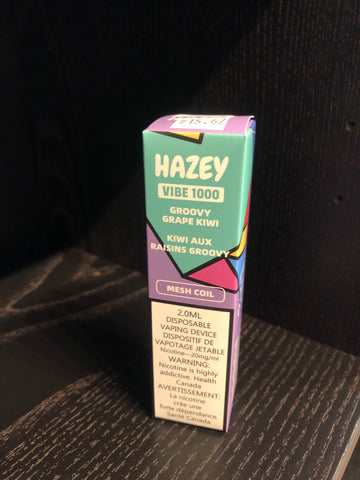 HAZEY
VIBE 1000
GROOVY
GRAPE KIWI
KIWI AUX
RAISINS GROOVY
MESH COIL
2.0ML
DISPOSABLE
VAPING DEVICE
DISPOSITIF DE
VAPOTAGE JETABLE
Nicotine—20mg/ml
WARNING:
Nicotine is highly
addictive. Health
Canada
AVERTISSEMENT:
La nicotine
crée une
forte dépendance.
Santé Canada